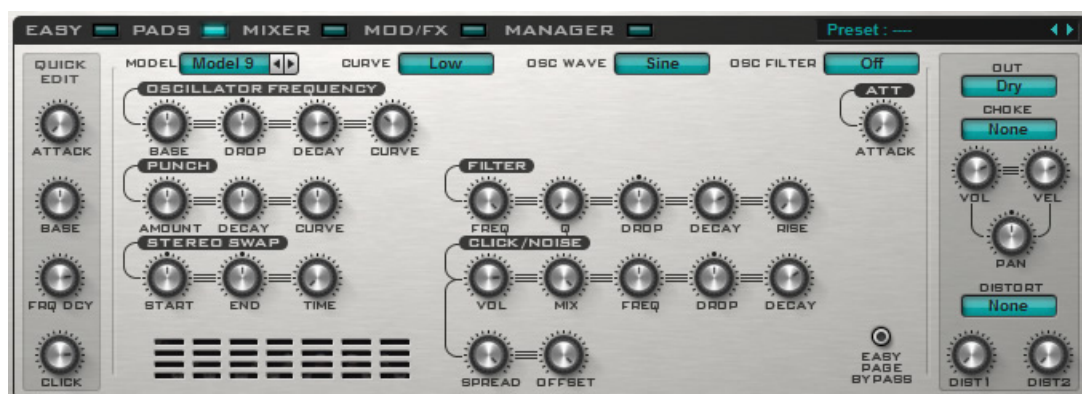 EASY PADS MIXER MOD/FX MANAGER Preset : ----
QUICK EDIT
ATTACK
BASE
FRQ DCY
CLICK
MODEL Model 9 CURVE Low OSC WAVE Sine OSC FILTER Off
OSCILLATOR FREQUENCY
BASE DROP DECAY CURVE
ATT
ATTACK
PUNCH
AMOUNT DECAY CURVE
FILTER
FREQ Q DROP DECAY RISE
STEREO SWAP
START END TIME
CLICK/NOISE
VOL MIX FREQ DROP DECAY
SPREAD OFFSET
EASY
PAGE
BYPASS
OUT
Dry
CHOKE
None
VOL VEL
PAN
DISTORT
None
DIST1 DIST2